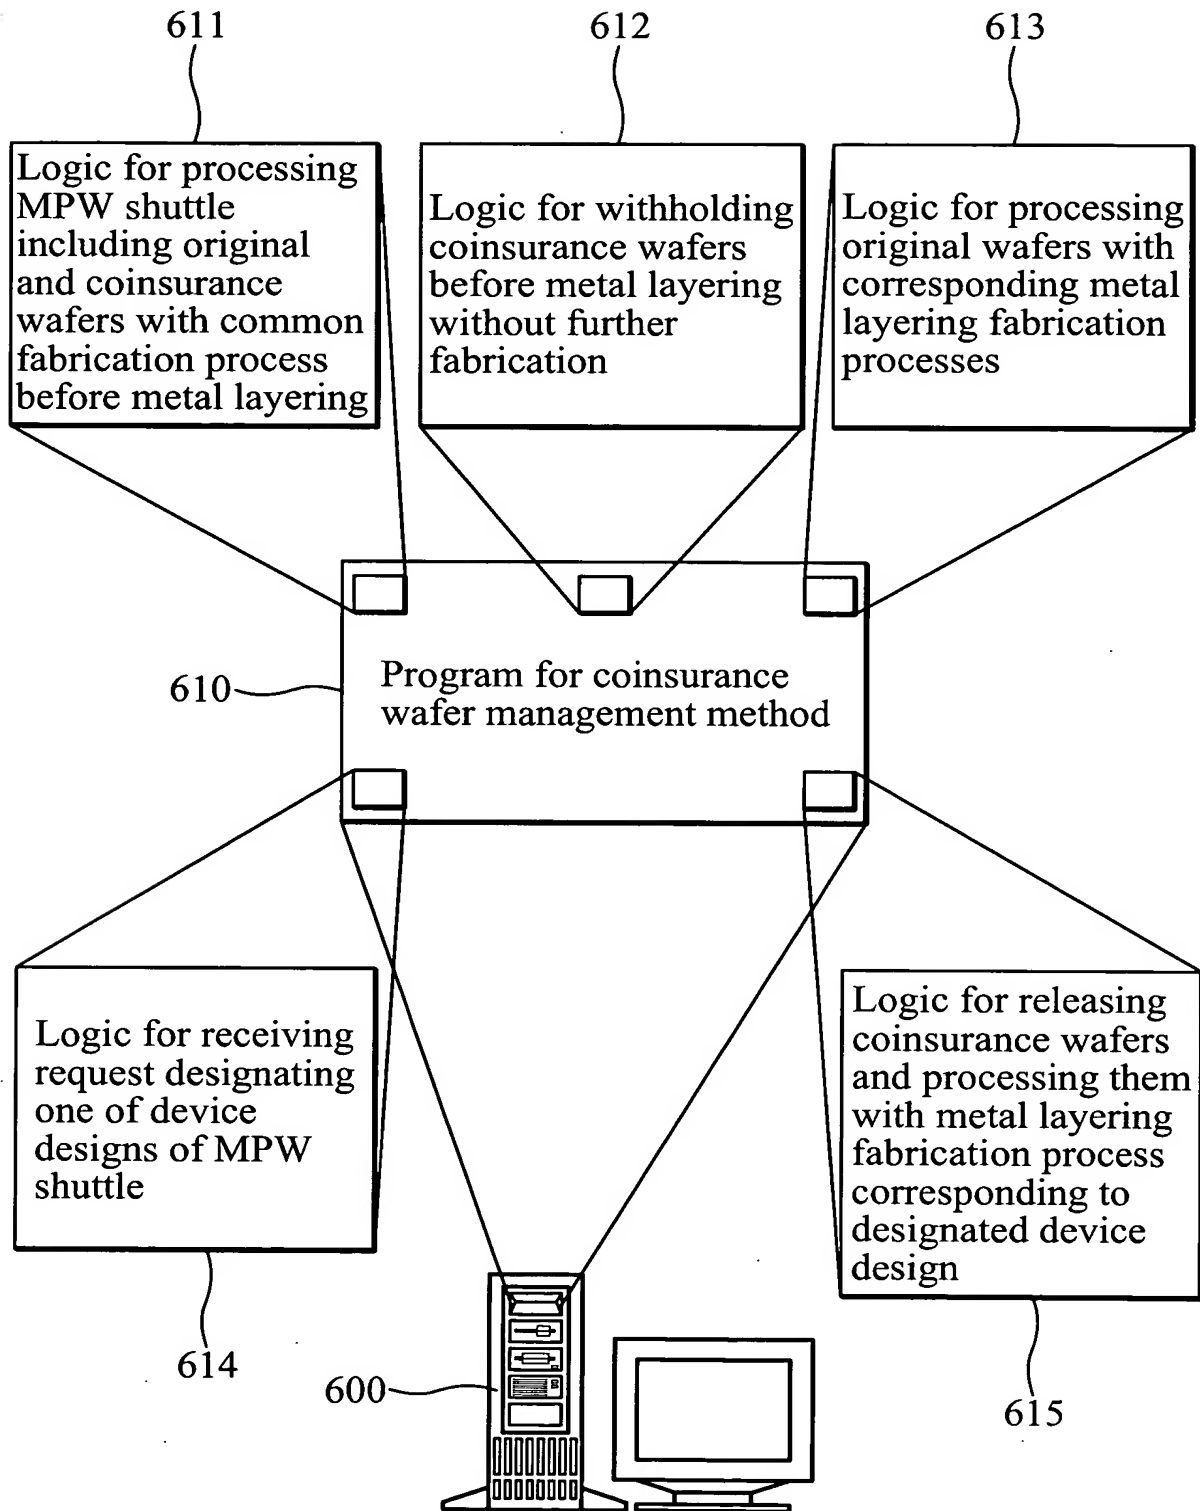 611
612
613
Logic for processing
MPW shuttle
including original
and coinsurance
wafers with common
fabrication process
before metal layering
Logic for withholding
coinsurance wafers
before metal layering
without further
fabrication
Logic for processing
original wafers with
corresponding metal
layering fabrication
processes
610
Program for coinsurance
wafer management method
Logic for receiving
request designating
one of device
designs of MPW
shuttle
Logic for releasing
coinsurance wafers
and processing them
with metal layering
fabrication process
corresponding to
designated device
design
614
600
615